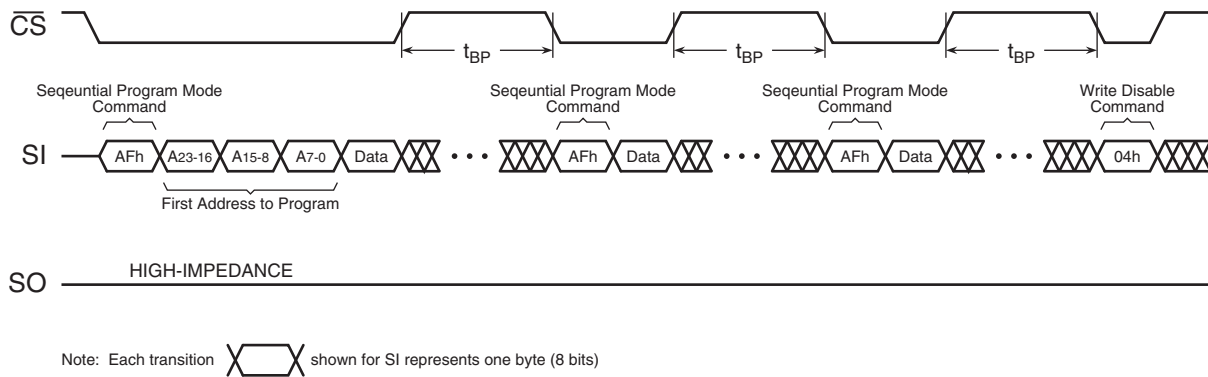 CS
tBP tBP tBP
Seqeuntial Program Mode Command
Seqeuntial Program Mode Command
Seqeuntial Program Mode Command
Write Disable Command
SI AFh A23-16 A15-8 A7-0 Data • • • AFh Data • • • AFh Data • • • 04h
First Address to Program
HIGH-IMPEDANCE
SO
Note: Each transition shown for SI represents one byte (8 bits)